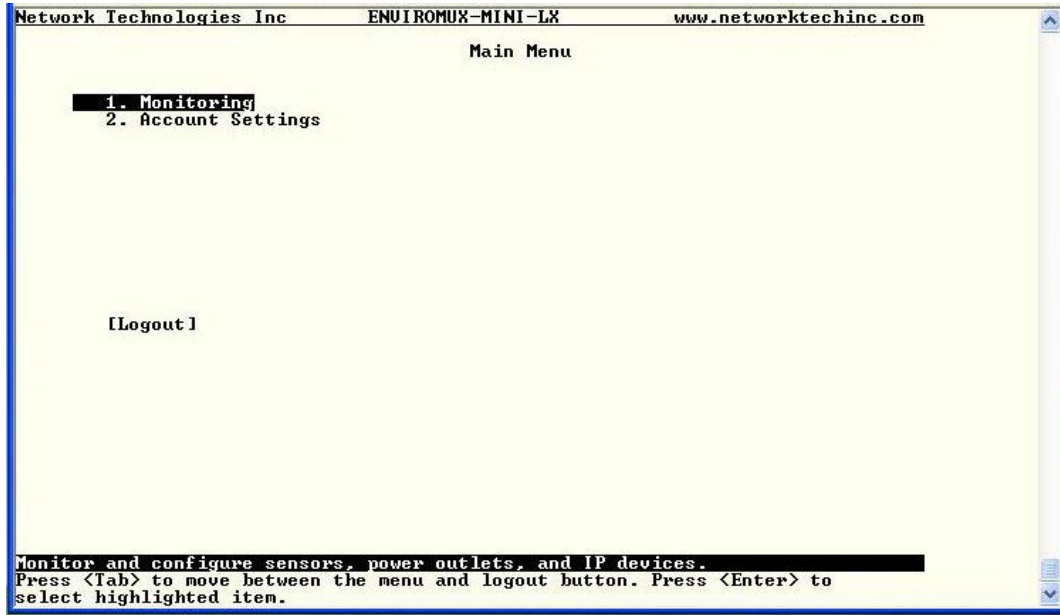 Network Technologies Inc ENVIROMUX-MINI-LX www.networktechinc.com
Main Menu
1. Monitoring
2. Account Settings
[Logout]
Monitor and configure sensors, power outlets, and IP devices.
Press <Tab> to move between the menu and logout button. Press <Enter> to
select highlighted item.